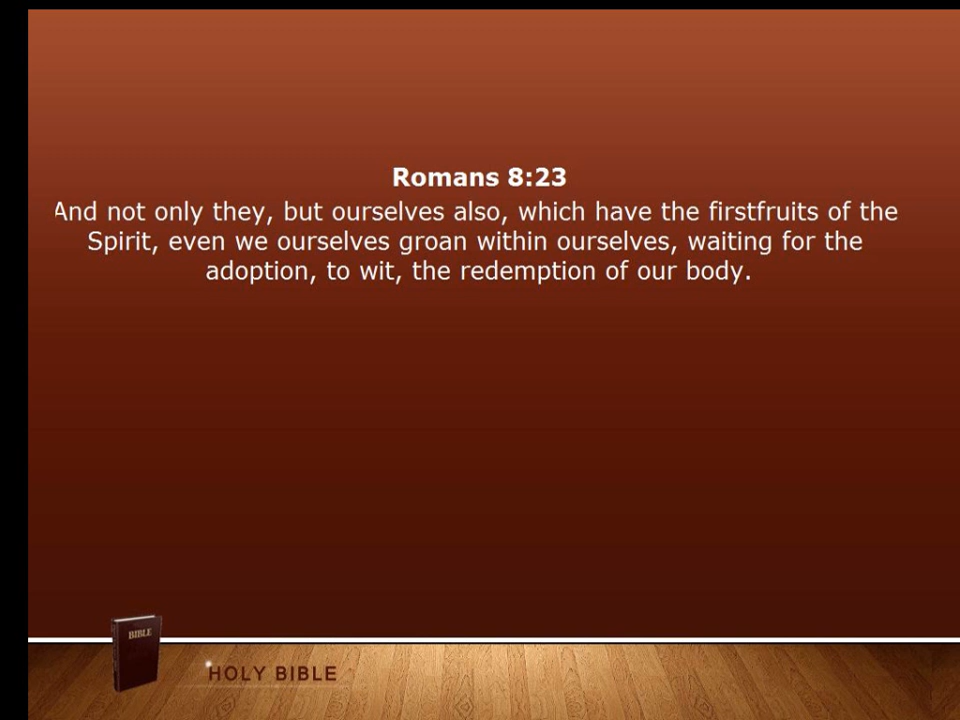 Romans 8:23
And not only they, but ourselves also, which have the firstfruits of the
Spirit, even we ourselves groan within ourselves, waiting for the
adoption, to wit, the redemption of our body.
BIBLE
HOLY BIBLE